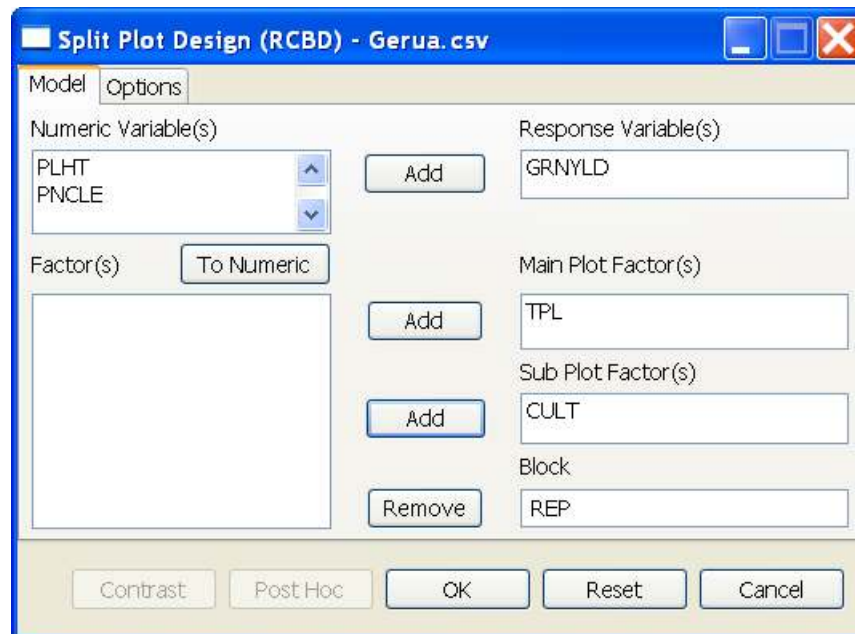 Split Plot Design (RCBD) - Gerua.csv
Model Options
Numeric Variable(s)
PLHT
PNCLE
Add
Response Variable(s)
GRNYLD
Factor(s)
To Numeric
Add
Main Plot Factor(s)
TPL
Add
Sub Plot Factor(s)
CULT
Remove
Block
REP
Contrast Post Hoc OK Reset Cancel